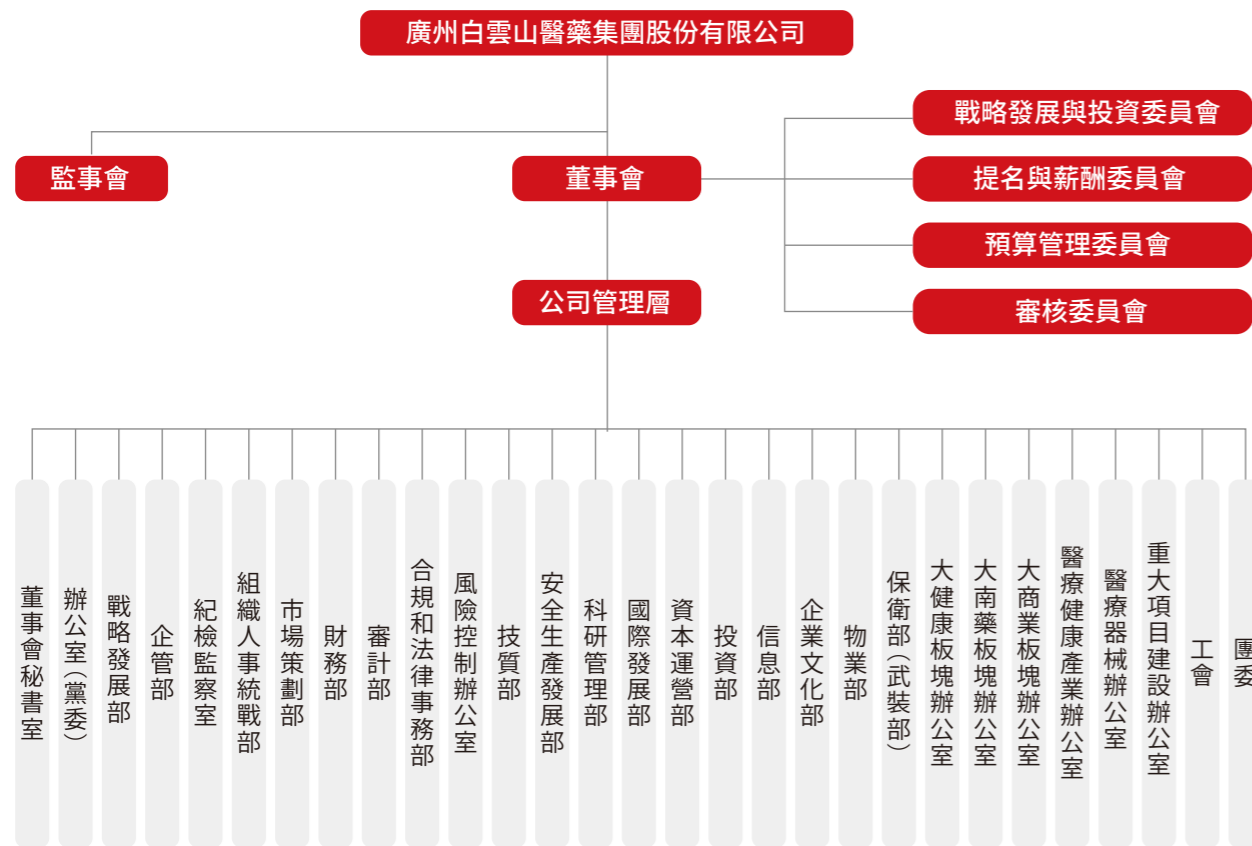 廣州白雲山醫藥集團股份有限公司
戰略發展與投資委員會
監事會
董事會
提名與薪酬委員會
預算管理委員會
公司管理層
審核委員會
董事會秘書室
辦公室（黨委）
戰略發展部
企管部
紀檢監察室
組織人事統戰部
市場策劃部
財務部
審計部
合規和法律事務部
風險控制辦公室
技質部
安全生產發展部
科研管理部
國際發展部
資本運營部
投資部
信息部
企業文化部
物業部
保衛部（武裝部）
大健康板塊辦公室
大南藥板塊辦公室
大商業板塊辦公室
醫療健康產業辦公室
醫療器械辦公室
重大項目建設辦公室
工會
團委